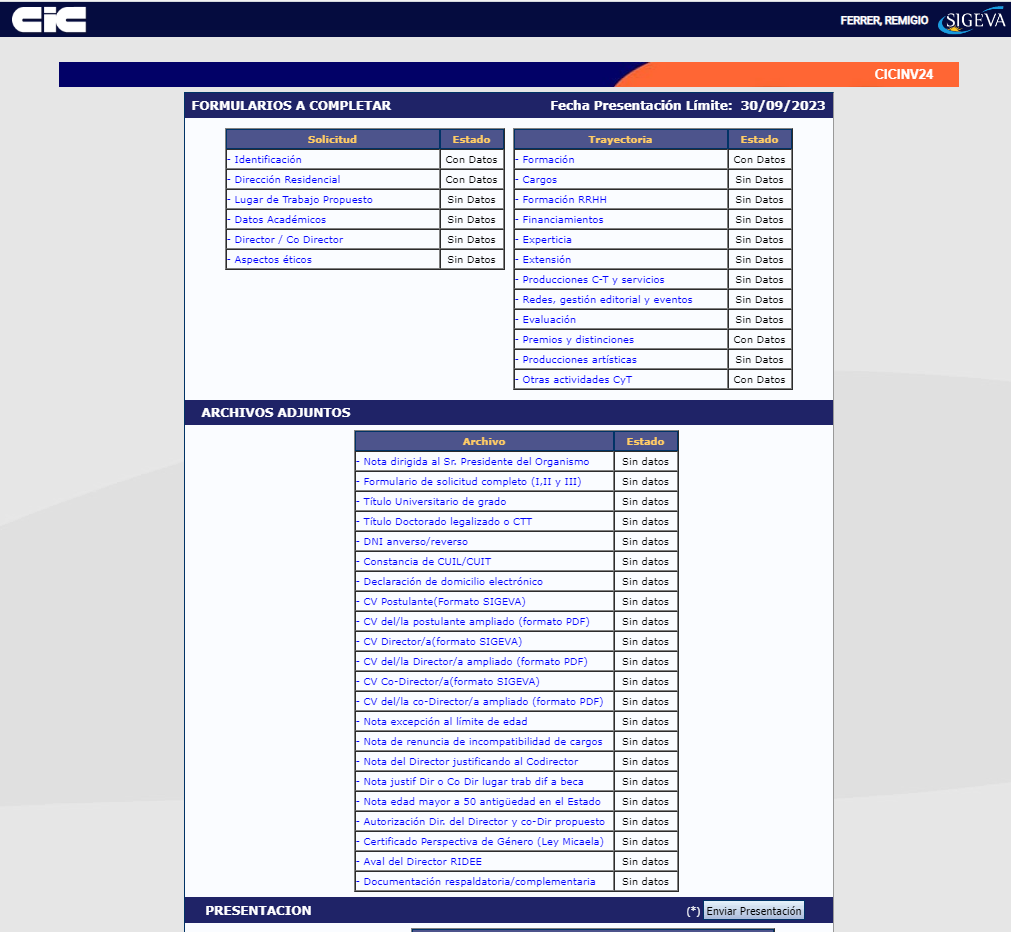 CIC
FERRER, REMIGIO SIGEVA
CICINV24
FORMULARIOS A COMPLETAR Fecha Presentación Límite: 30/09/2023
Solicitud Estado
- Identificación Con Datos
- Dirección Residencial Con Datos
- Lugar de Trabajo Propuesto Sin Datos
- Datos Académicos Sin Datos
- Director / Co Director Sin Datos
- Aspectos éticos Sin Datos
Trayectoria Estado
- Formación Con Datos
- Cargos Sin Datos
- Formación RRHH Sin Datos
- Financiamientos Sin Datos
- Experticia Sin Datos
- Extensión Sin Datos
- Producciones C-T y servicios Sin Datos
- Redes, gestión editorial y eventos Sin Datos
- Evaluación Sin Datos
- Premios y distinciones Con Datos
- Producciones artísticas Sin Datos
- Otras actividades CyT Con Datos
ARCHIVOS ADJUNTOS
Archivo Estado
- Nota dirigida al Sr. Presidente del Organismo Sin datos
- Formulario de solicitud completo (I,II y III) Sin datos
- Título Universitario de grado Sin datos
- Título Doctorado legalizado o CTT Sin datos
- DNI anverso/reverso Sin datos
- Constancia de CUIL/CUIT Sin datos
- Declaración de domicilio electrónico Sin datos
- CV Postulante(Formato SIGEVA) Sin datos
- CV del/la postulante ampliado (formato PDF) Sin datos
- CV Director/a(formato SIGEVA) Sin datos
- CV del/la Director/a ampliado (formato PDF) Sin datos
- CV Co-Director/a(formato SIGEVA) Sin datos
- CV del/la co-Director/a ampliado (formato PDF) Sin datos
- Nota excepción al límite de edad Sin datos
- Nota de renuncia de incompatibilidad de cargos Sin datos
- Nota del Director justificando al Codirector Sin datos
- Nota justif Dir o Co Dir lugar trab dif a beca Sin datos
- Nota edad mayor a 50 antigüedad en el Estado Sin datos
- Autorización Dir. del Director y co-Dir propuesto Sin datos
- Certificado Perspectiva de Género (Ley Micaela) Sin datos
- Aval del Director RIDEE Sin datos
- Documentación respaldatoria/complementaria Sin datos
PRESENTACION (*) Enviar Presentación